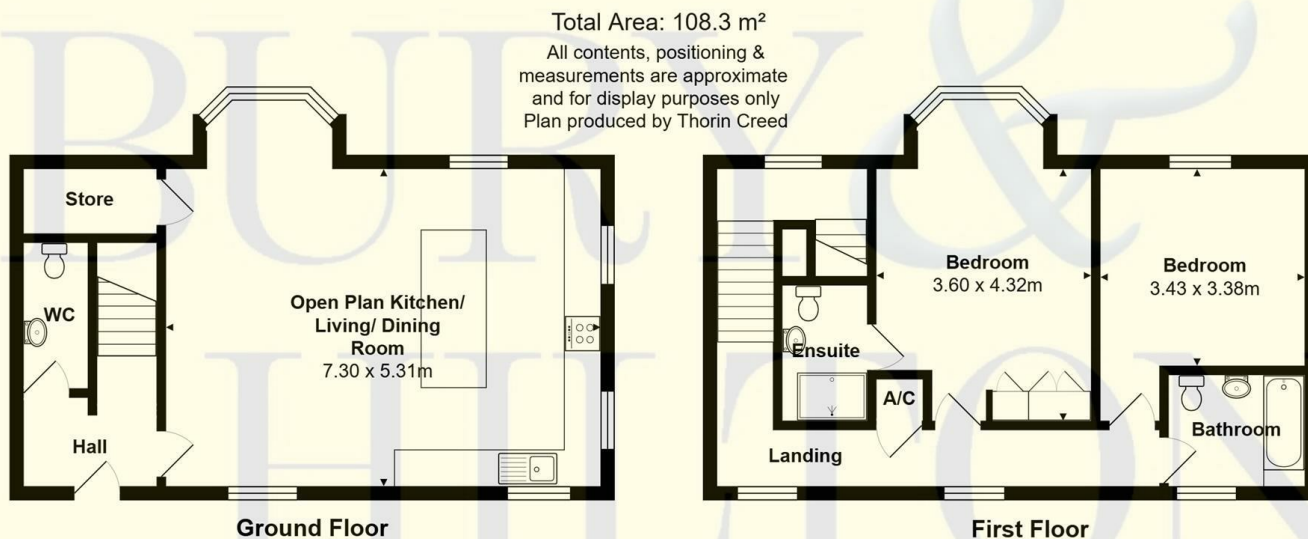 Total Area: 108.3 m²
All contents, positioning &
measurements are approximate
and for display purposes only
Plan produced by Thorin Creed
BURY &
HILTON
Store
WC
Hall
Open Plan Kitchen/
Living/ Dining
Room
7.30 x 5.31m
Ground Floor
Bedroom
3.60 x 4.32m
Bedroom
3.43 x 3.38m
Ensuite
A/C
Landing
Bathroom
First Floor